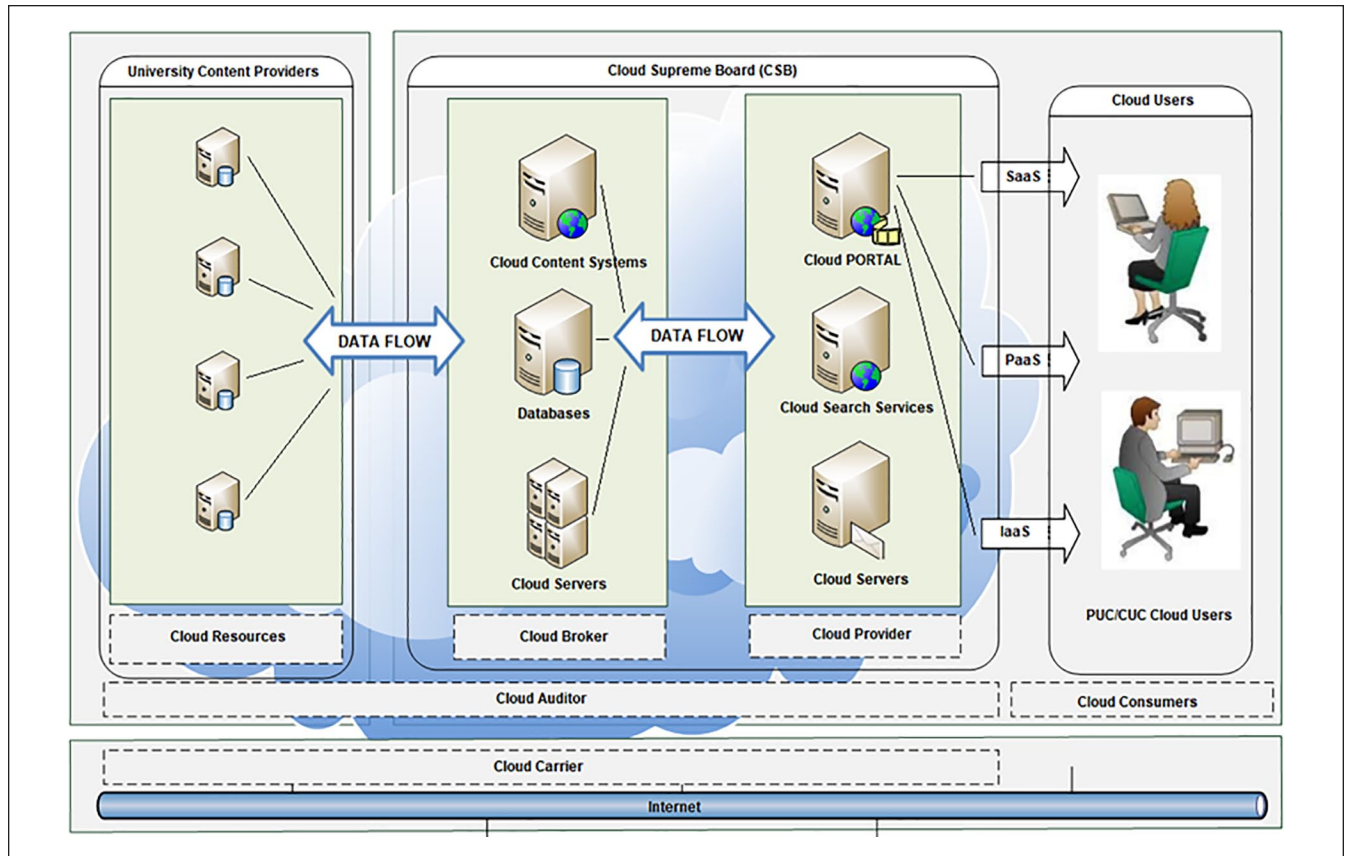 University Content Providers
Cloud Supreme Board (CSB)
Cloud Users
SaaS
Cloud Content Systems
Cloud PORTAL
DATA FLOW
DATA FLOW
PaaS
Databases
Cloud Search Services
IaaS
Cloud Servers
Cloud Servers
PUC/CUC Cloud Users
Cloud Resources
Cloud Broker
Cloud Provider
Cloud Auditor
Cloud Consumers
Cloud Carrier
Internet